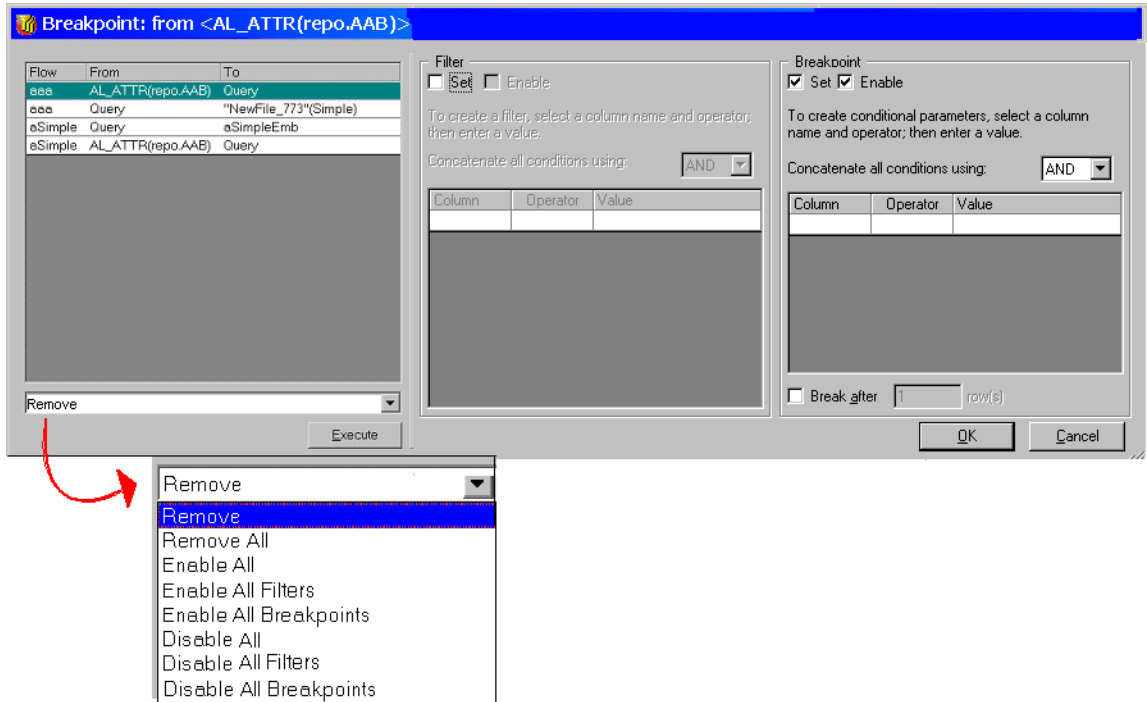 Breakpoint: from <AL_ATTR(repo.AAB)>
Flow From To
aaa AL_ATTR(repo.AAB) Query
aaa Query "NewFile_773"(Simple)
aSimple Query aSimpleEmb
aSimple AL_ATTR(repo.AAB) Query
Remove
Execute
Filter
Set Enable
To create a filter, select a column name and operator;
then enter a value.
Concatenate all conditions using: AND
Column Operator Value
Breakpoint
Set Enable
To create conditional parameters, select a column
name and operator; then enter a value.
Concatenate all conditions using: AND
Column Operator Value
Break after 1 row(s)
OK Cancel
Remove
Remove
Remove All
Enable All
Enable All Filters
Enable All Breakpoints
Disable All
Disable All Filters
Disable All Breakpoints